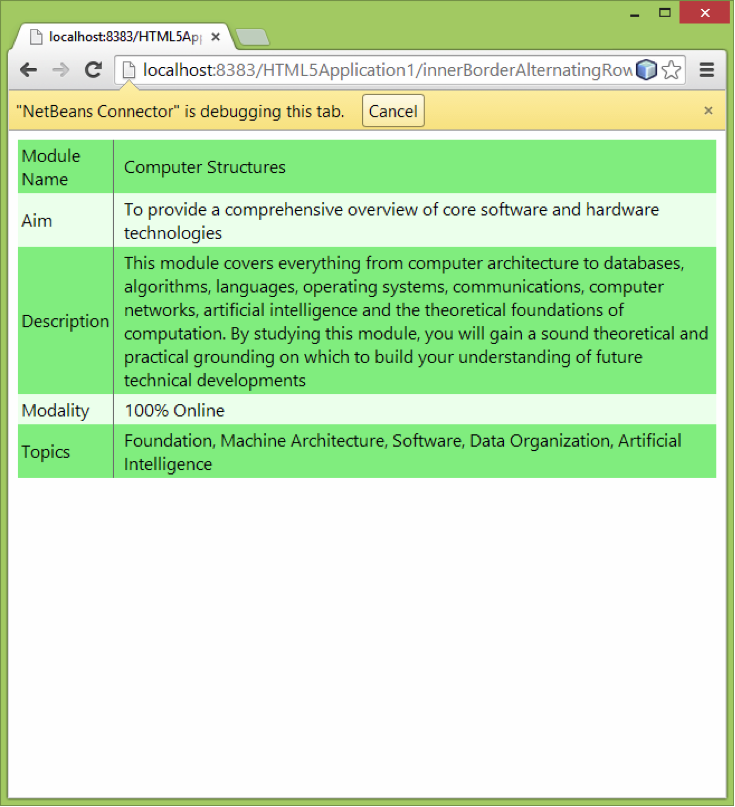 localhost:8383/HTML5Ap
localhost:8383/HTML5Application1/innerBorderAlternatingRow
"NetBeans Connector" is debugging this tab. Cancel
Module
Name
Computer Structures
Aim
To provide a comprehensive overview of core software and hardware
technologies
Description
This module covers everything from computer architecture to databases,
algorithms, languages, operating systems, communications, computer
networks, artificial intelligence and the theoretical foundations of
computation. By studying this module, you will gain a sound theoretical and
practical grounding on which to build your understanding of future
technical developments
Modality
100% Online
Topics
Foundation, Machine Architecture, Software, Data Organization, Artificial
Intelligence